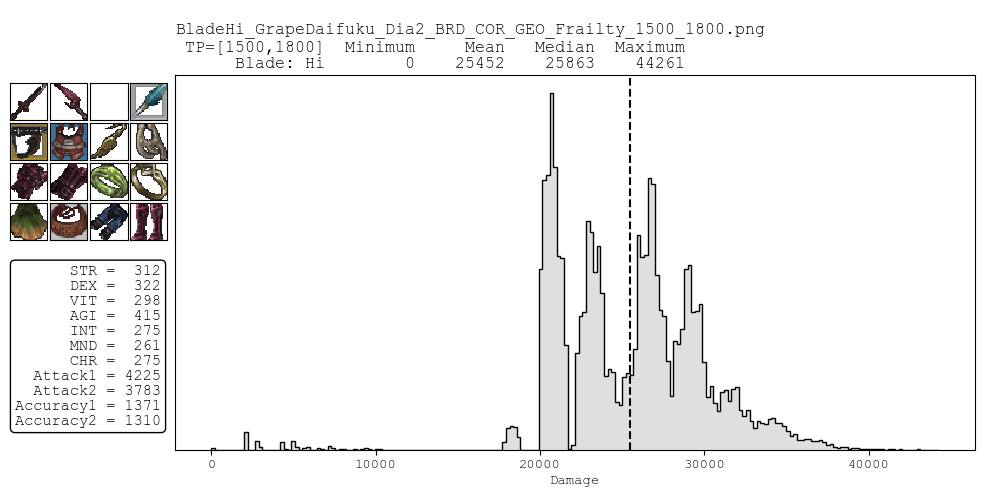 BladeHi_GrapeDaifuku_Dia2_BRD_COR_GEO_Frailty_1500_1800.png
TP=[1500,1800] Minimum Mean Median Maximum
Blade: Hi 0 25452 25863 44261
STR = 312
DEX = 322
VIT = 298
AGI = 415
INT = 275
MND = 261
CHR = 275
Attack1 = 4225
Attack2 = 3783
Accuracy1 = 1371
Accuracy2 = 1310
0 10000 20000 30000 40000
Damage